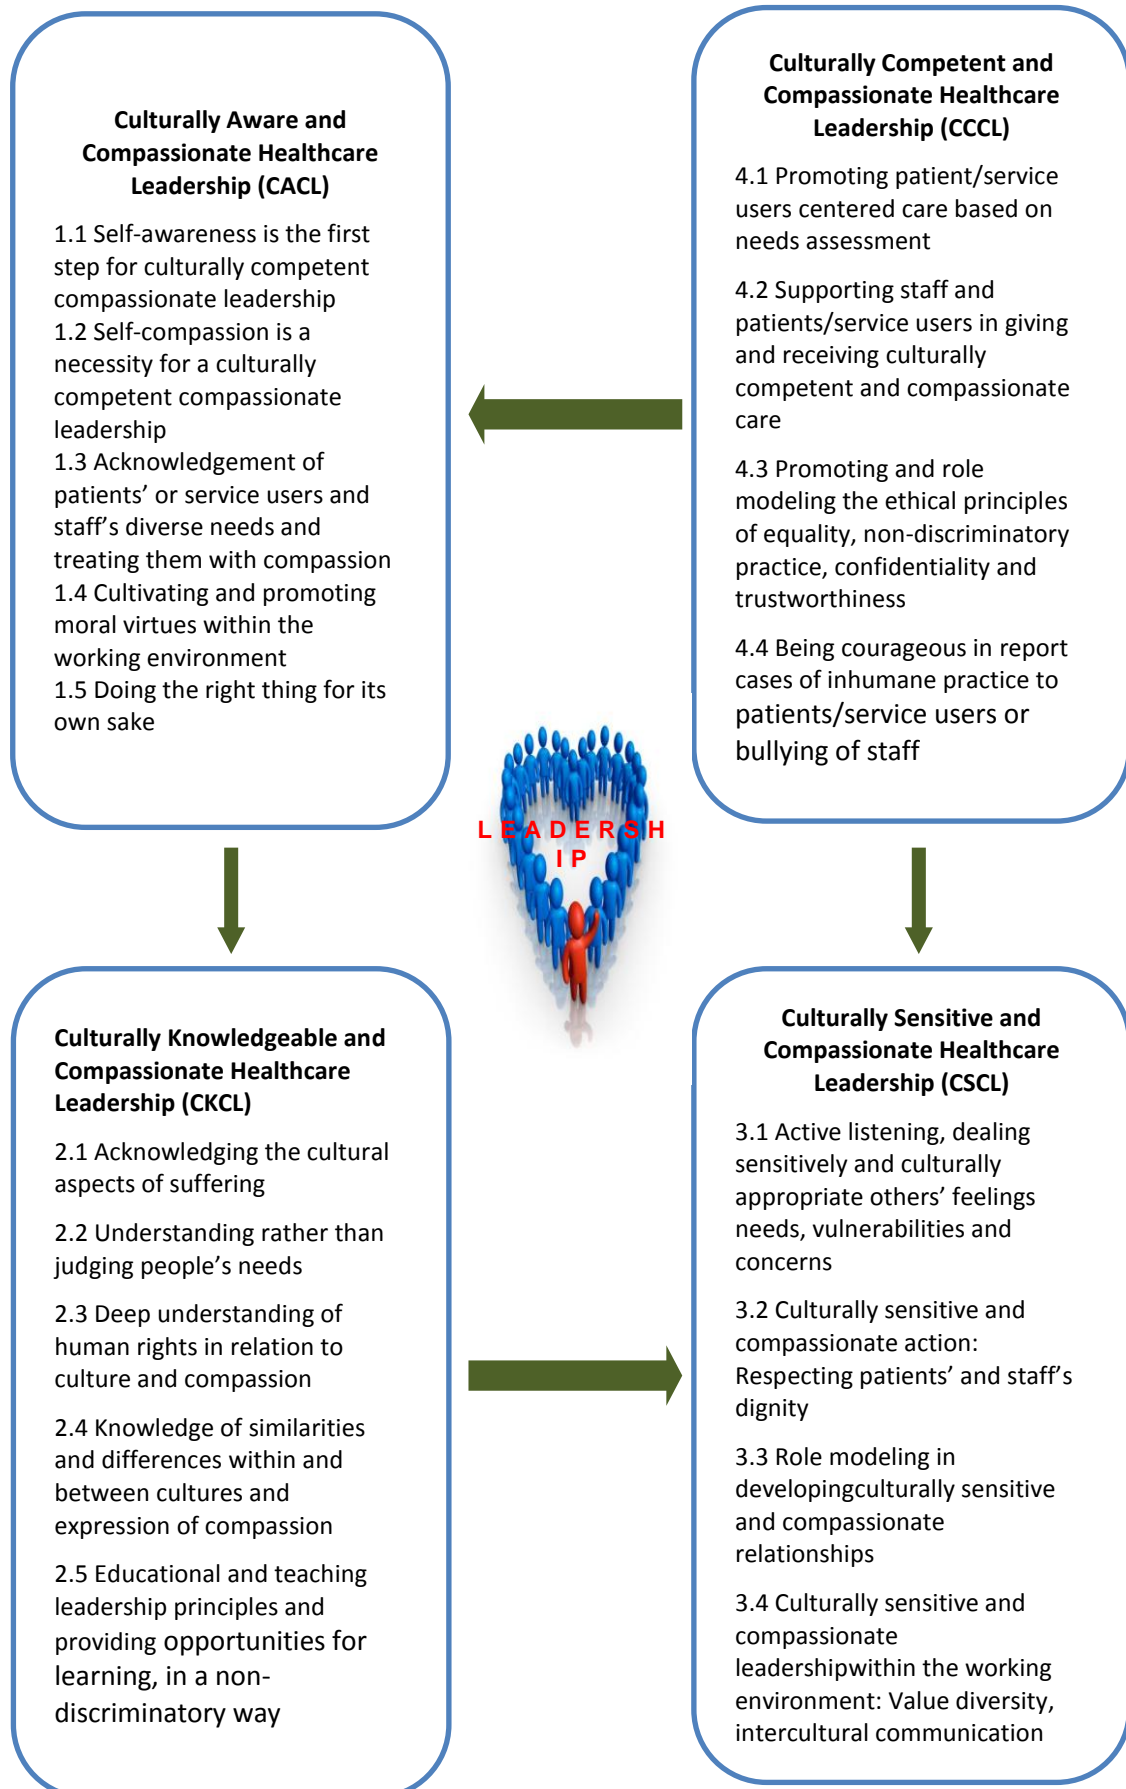 Culturally Aware and
Compassionate Healthcare
Leadership (CACL)
1.1 Self-awareness is the first
step for culturally competent
compassionate leadership
1.2 Self-compassion is a
necessity for a culturally
competent compassionate
leadership
1.3 Acknowledgement of
patients’ or service users and
staff’s diverse needs and
treating them with compassion
1.4 Cultivating and promoting
moral virtues within the
working environment
1.5 Doing the right thing for its
own sake
Culturally Competent and
Compassionate Healthcare
Leadership (CCCL)
4.1 Promoting patient/service
users centered care based on
needs assessment
4.2 Supporting staff and
patients/service users in giving
and receiving culturally
competent and compassionate
care
4.3 Promoting and role
modeling the ethical principles
of equality, non-discriminatory
practice, confidentiality and
trustworthiness
4.4 Being courageous in report
cases of inhumane practice to
patients/service users or
bullying of staff
LEADERSH
IP
Culturally Knowledgeable and
Compassionate Healthcare
Leadership (CKCL)
2.1 Acknowledging the cultural
aspects of suffering
2.2 Understanding rather than
judging people’s needs
2.3 Deep understanding of
human rights in relation to
culture and compassion
2.4 Knowledge of similarities
and differences within and
between cultures and
expression of compassion
2.5 Educational and teaching
leadership principles and
providing opportunities for
learning, in a non-
discriminatory way
Culturally Sensitive and
Compassionate Healthcare
Leadership (CSCL)
3.1 Active listening, dealing
sensitively and culturally
appropriate others’ feelings
needs, vulnerabilities and
concerns
3.2 Culturally sensitive and
compassionate action:
Respecting patients’ and staff’s
dignity
3.3 Role modeling in
developingculturally sensitive
and compassionate
relationships
3.4 Culturally sensitive and
compassionate
leadershipwithin the working
environment: Value diversity,
intercultural communication